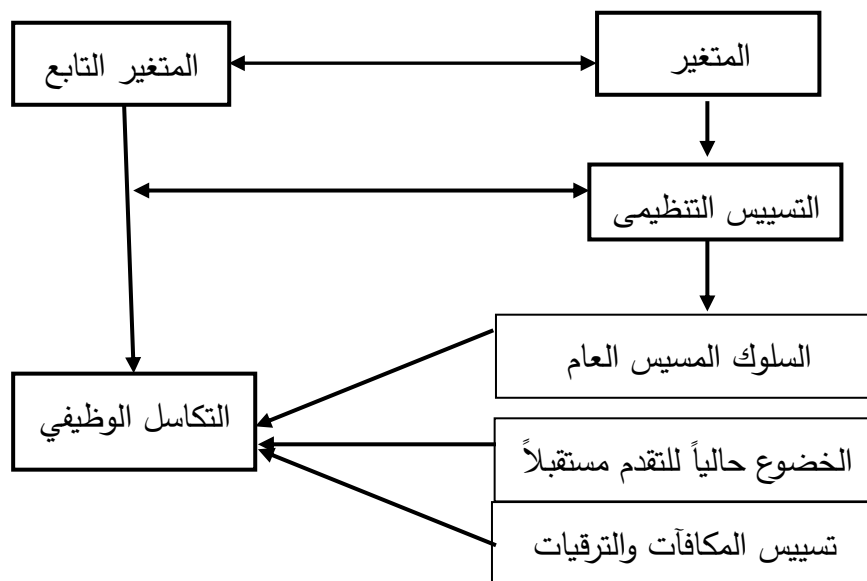 المتغير
المتغير التابع
التسييس التنظيمى
السلوك المسيس العام
التكاسل الوظيفي
الخضوع حالياً للتقدم مستقبلاً
تسييس المكافآت والترقيات